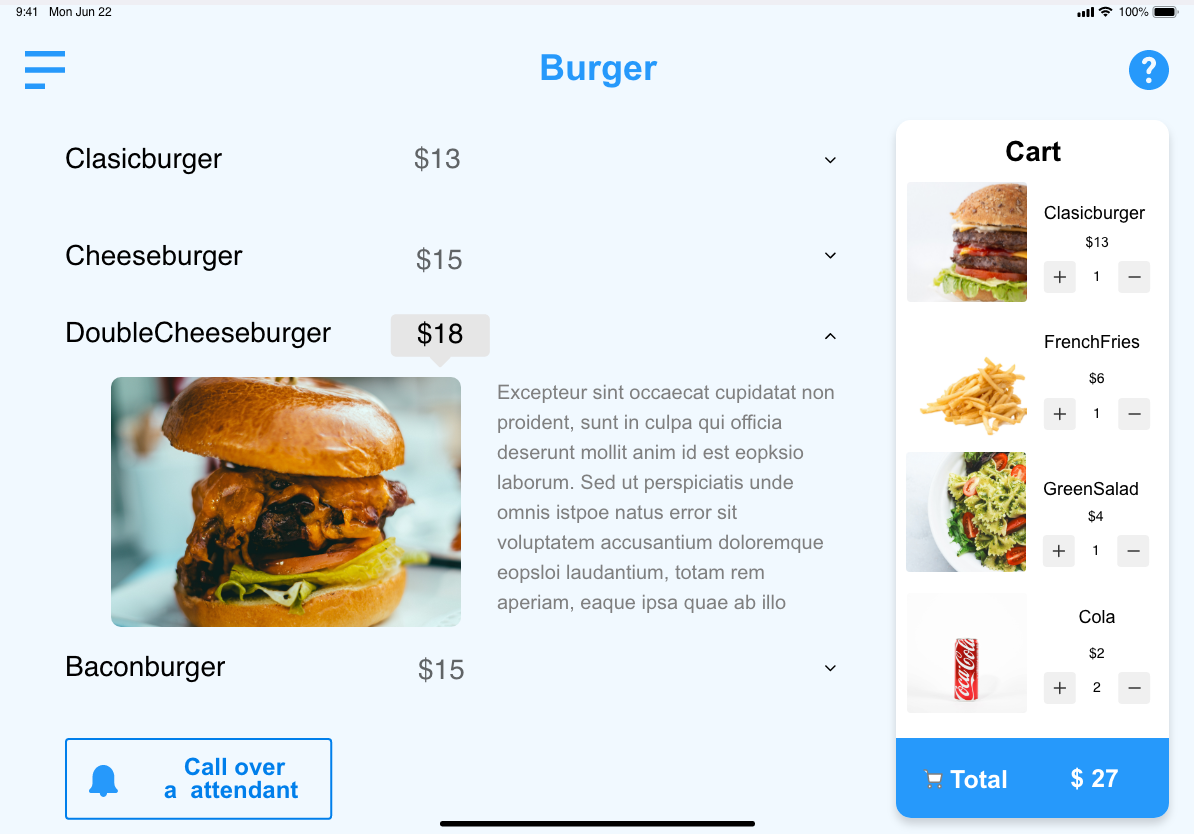 9:41 Mon Jun 22
100%
Burger
?
Clasicburger $13
Cheeseburger $15
DoubleCheeseburger $18
Excepteur sint occaecat cupidatat non
proident, sunt in culpa qui officia
deserunt mollit anim id est eopksio
laborum. Sed ut perspiciatis unde
omnis istpoe natus error sit
voluptatem accusantium doloremque
eopsloi laudantium, totam rem
aperiam, eaque ipsa quae ab illo
Baconburger $15
Call over
a attendant
Cart
Clasicburger
$13
+ 1 −
FrenchFries
$6
+ 1 −
GreenSalad
$4
+ 1 −
Cola
$2
Coca-Cola
+ 2 −
Total $ 27